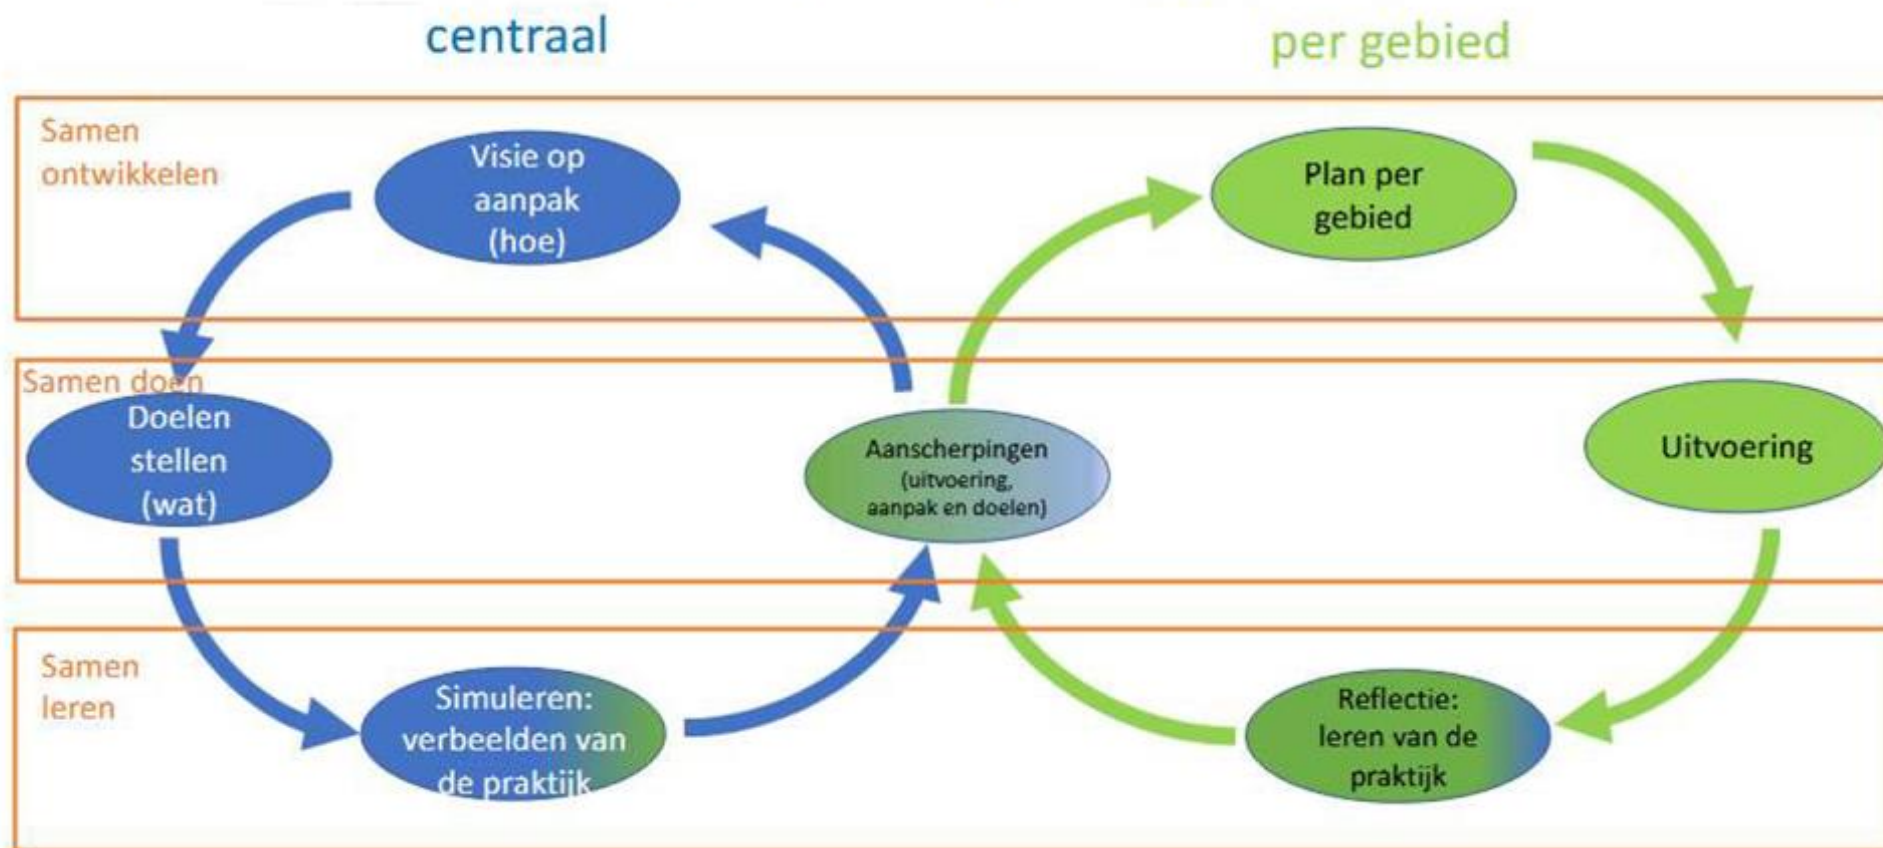 centraal
per gebied
Samen
ontwikkelen
Visie op
aanpak
(hoe)
Plan per
gebied
Samen doen
Doelen
stellen
(wat)
Aanscherpingen
(uitvoering,
aanpak en doelen)
Uitvoering
Samen
leren
Simuleren:
verbeelden van
de praktijk
Reflectie:
leren van de
praktijk